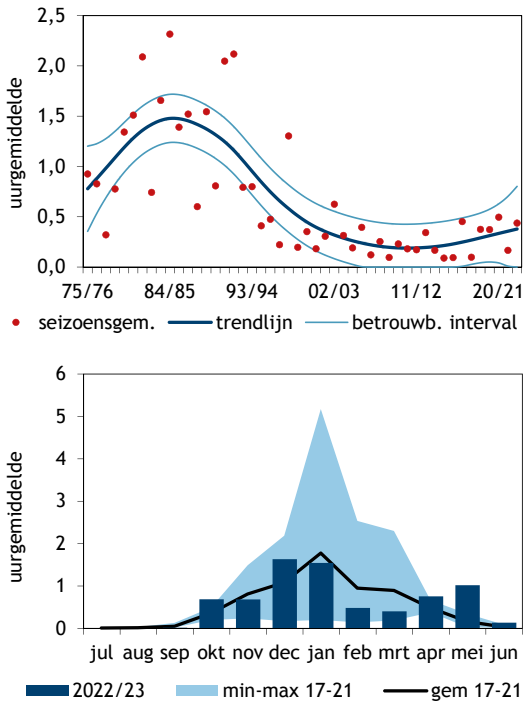 2,5
2,0
1,5
1,0
0,5
0,0
uurgemiddelde
75/76 84/85 93/94 02/03 11/12 20/21
seizoensgem. trendlijn betrouwb. interval
6
5
4
3
2
1
0
uurgemiddelde
jul aug sep okt nov dec jan feb mrt apr mei jun
2022/23 min-max 17-21 gem 17-21